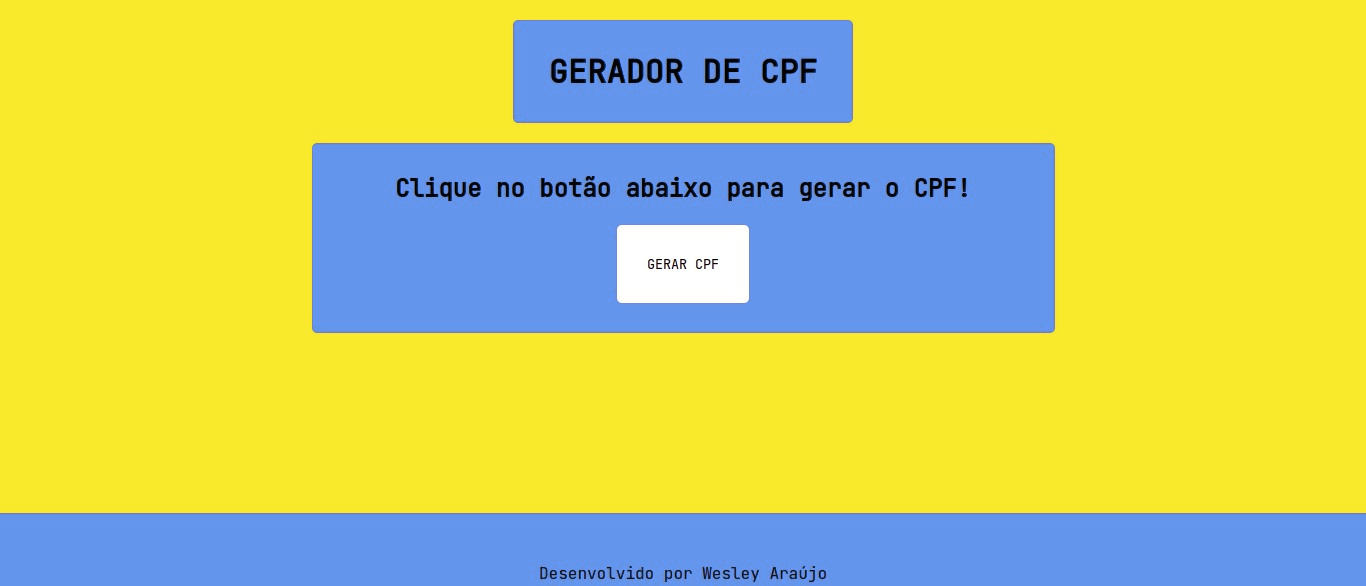 GERADOR DE CPF
Clique no botão abaixo para gerar o CPF!
GERAR CPF
Desenvolvido por Wesley Araújo